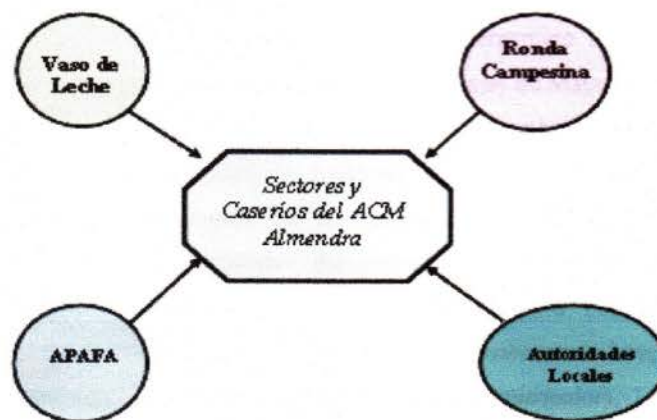 Vaso de
Leche
Ronda
Campesina
Sectores y
Caseríos del ACM
Almendra
APAFA
Autoridades
Locales